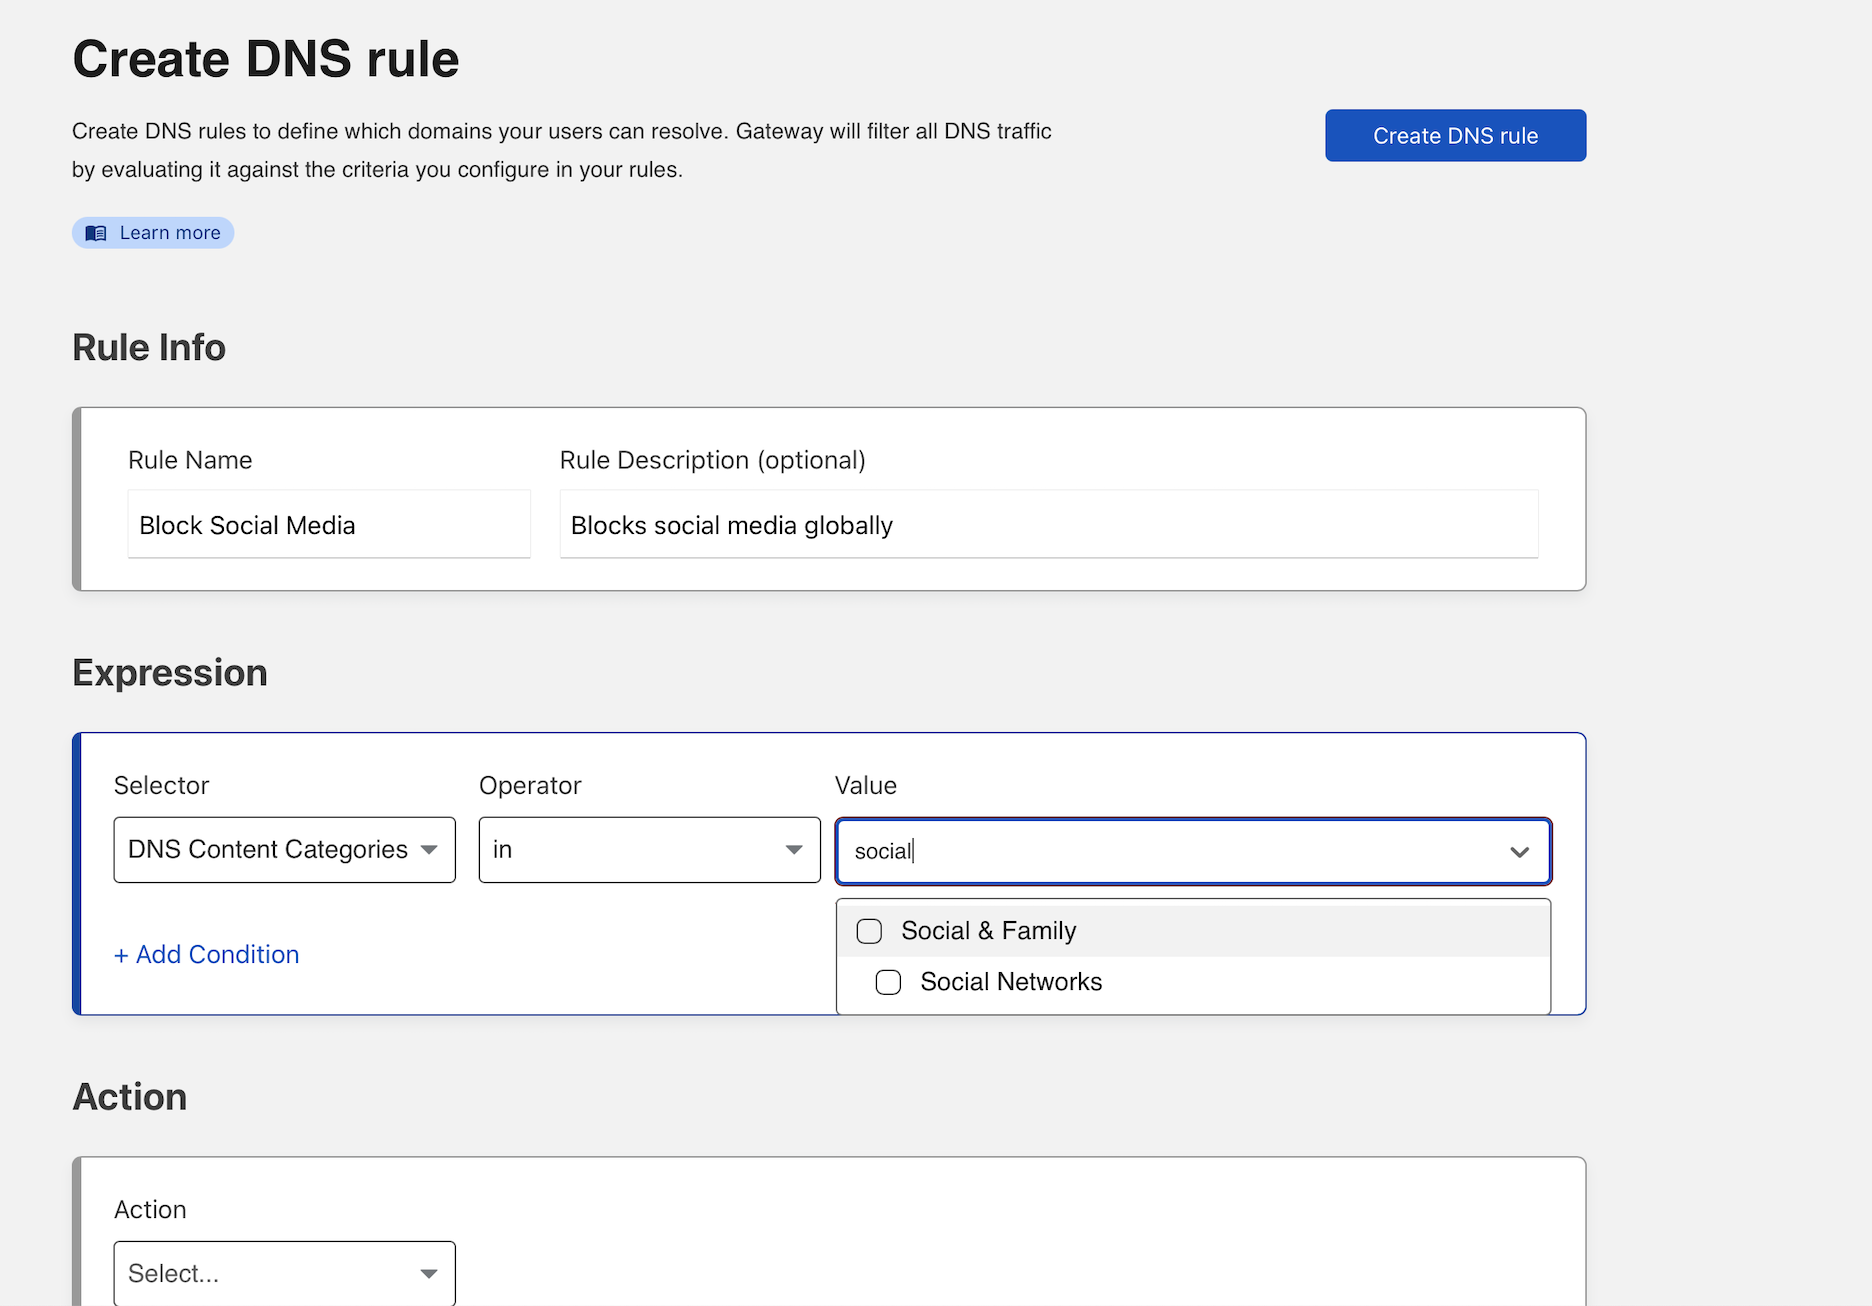 Create DNS rule
Create DNS rules to define which domains your users can resolve. Gateway will filter all DNS traffic
by evaluating it against the criteria you configure in your rules.
Create DNS rule
Learn more
Rule Info
Rule Name
Rule Description (optional)
Block Social Media
Blocks social media globally
Expression
Selector
Operator
Value
DNS Content Categories
in
social
Social & Family
Social Networks
+ Add Condition
Action
Action
Select...